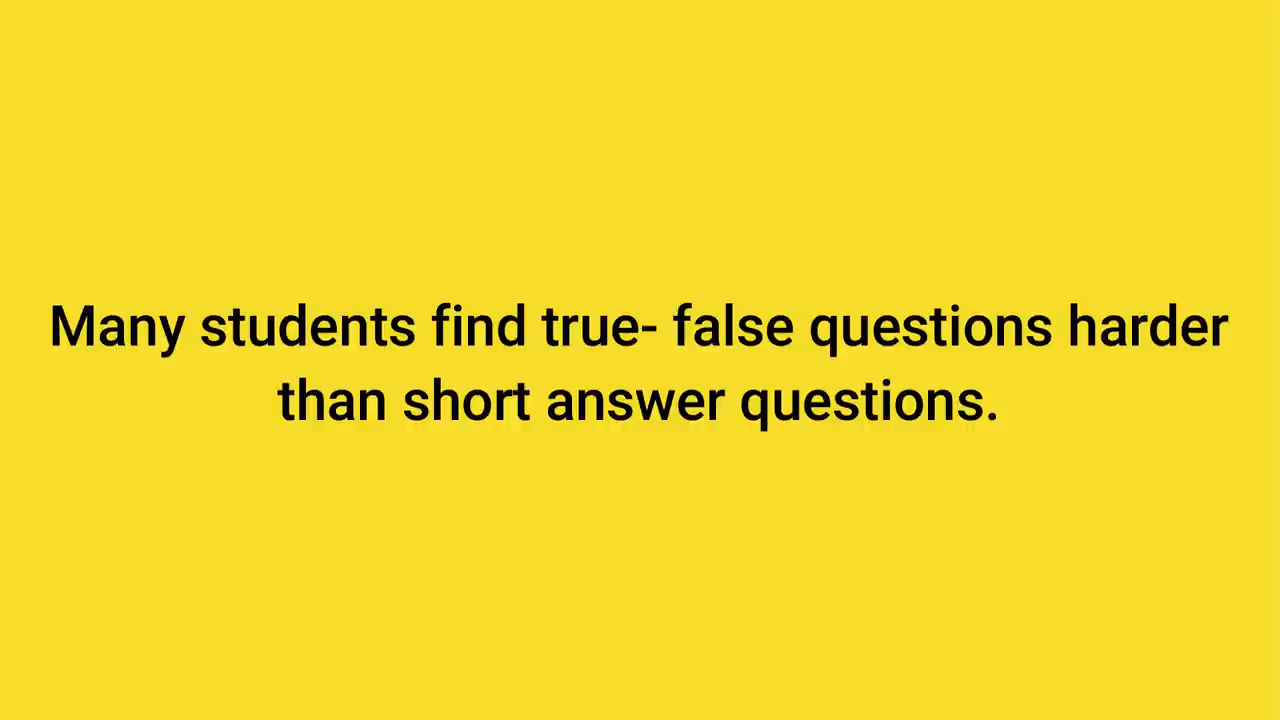 Many students find true- false questions harder
than short answer questions.